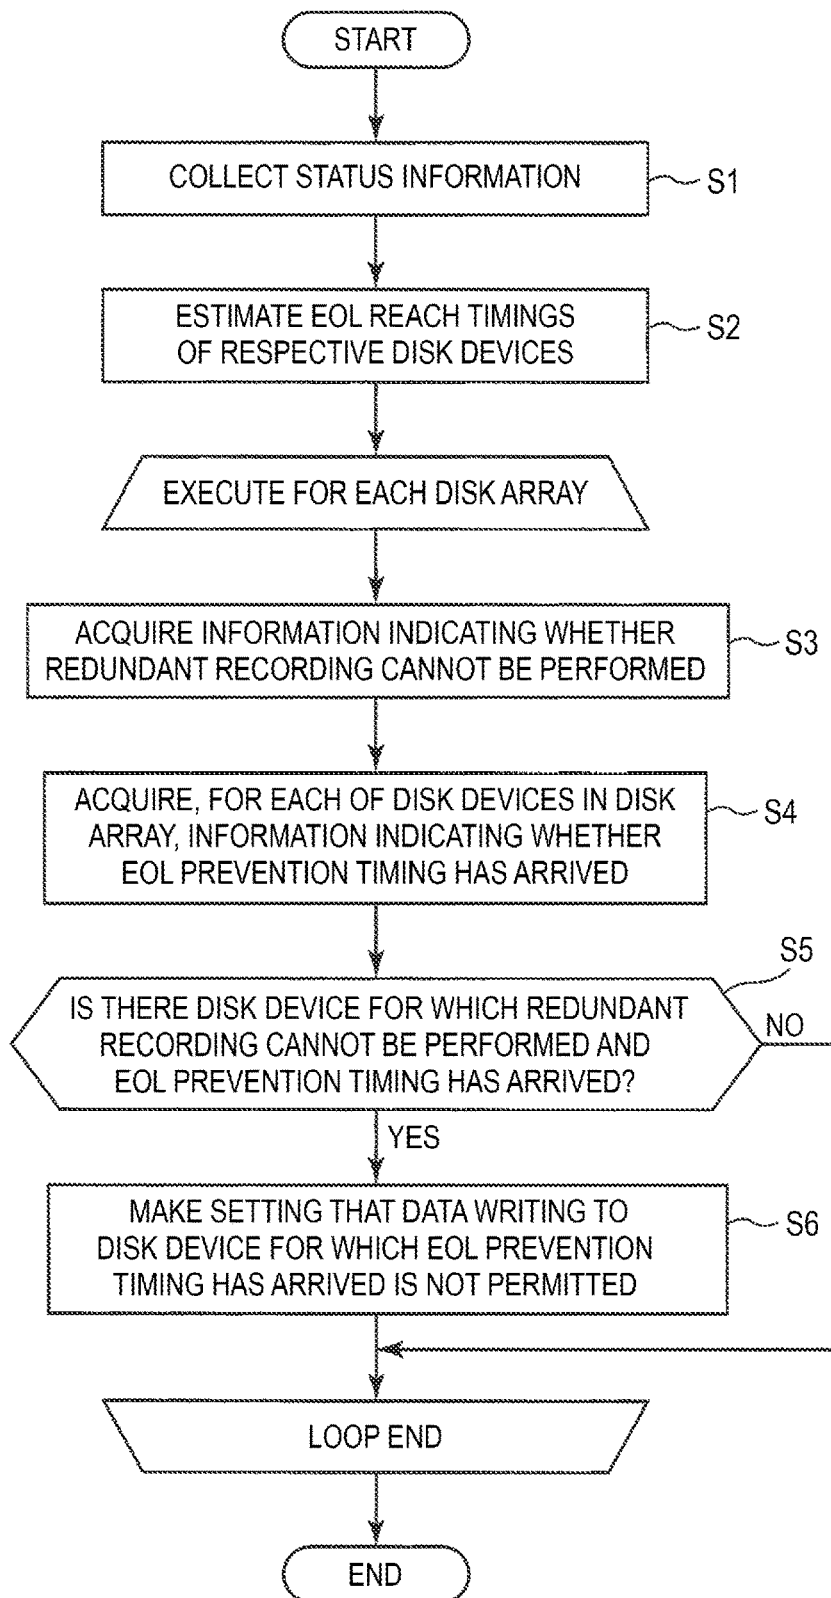 START
COLLECT STATUS INFORMATION
S1
ESTIMATE EOL REACH TIMINGS
OF RESPECTIVE DISK DEVICES
S2
EXECUTE FOR EACH DISK ARRAY
ACQUIRE INFORMATION INDICATING WHETHER
REDUNDANT RECORDING CANNOT BE PERFORMED
S3
ACQUIRE, FOR EACH OF DISK DEVICES IN DISK
ARRAY, INFORMATION INDICATING WHETHER
EOL PREVENTION TIMING HAS ARRIVED
S4
S5
IS THERE DISK DEVICE FOR WHICH REDUNDANT
RECORDING CANNOT BE PERFORMED AND
EOL PREVENTION TIMING HAS ARRIVED?
NO
YES
MAKE SETTING THAT DATA WRITING TO
DISK DEVICE FOR WHICH EOL PREVENTION
TIMING HAS ARRIVED IS NOT PERMITTED
S6
LOOP END
END